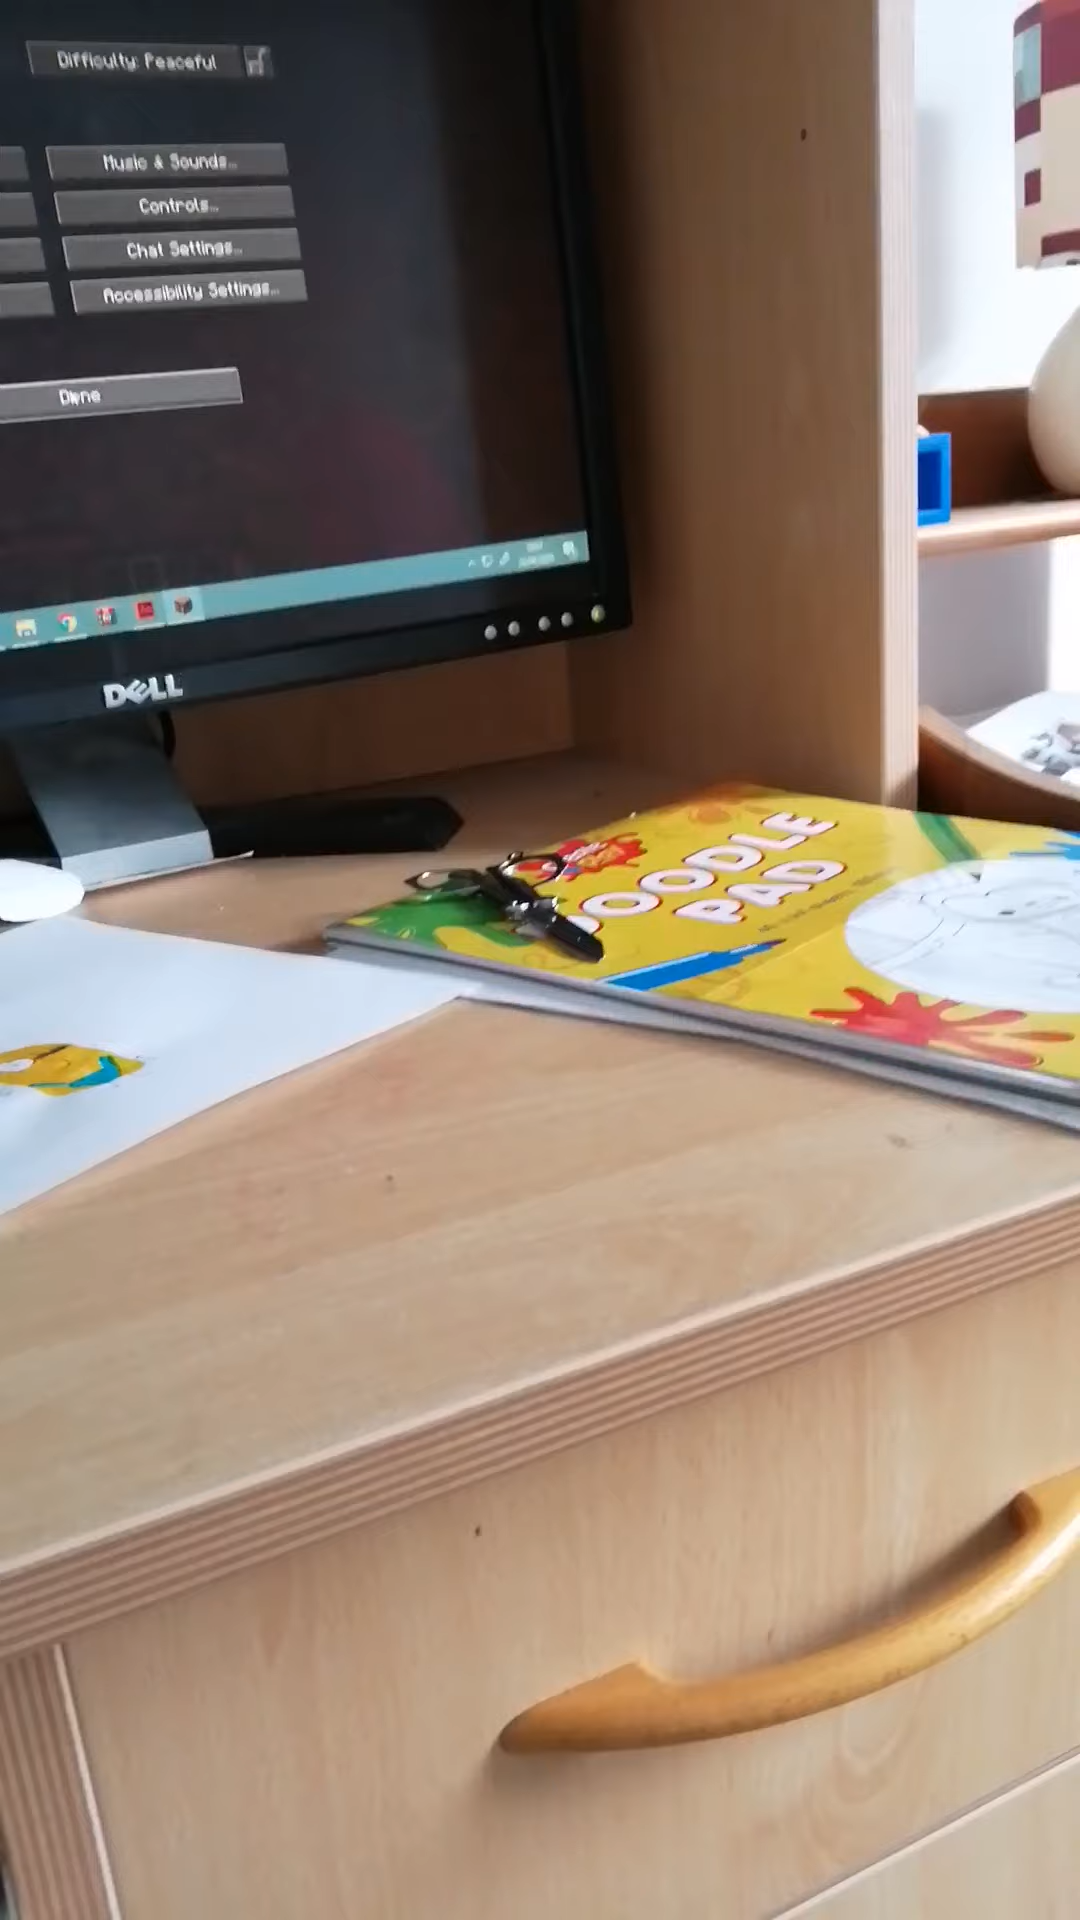 Difficulty: Peaceful
Music & Sounds...
Controls...
Chat Settings...
Accessibility Settings...
Done
DELL
DOODLE
PAD